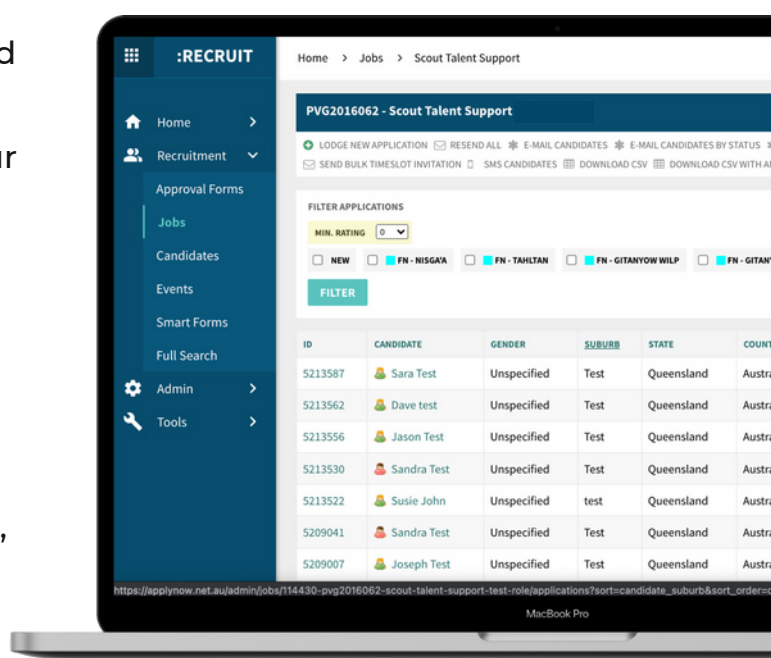 :RECRUIT
Home > Jobs > Scout Talent Support
Home
Recruitment
Approval Forms
Jobs
Candidates
Events
Smart Forms
Full Search
Admin
Tools
PVG2016062 - Scout Talent Support
LODGE NEW APPLICATION RESEND ALL E-MAIL CANDIDATES E-MAIL CANDIDATES BY STATUS
SEND BULK TIMESLOT INVITATION SMS CANDIDATES DOWNLOAD CSV DOWNLOAD CSV WITH
FILTER APPLICATIONS
MIN. RATING 0
NEW FN - NISGA'A FN - TAHLTAN FN - GITANYOW WILP FN - GITAN
FILTER
ID CANDIDATE GENDER SUBURB STATE COUNT
5213587 Sara Test Unspecified Test Queensland Austra
5213562 Dave test Unspecified Test Queensland Austra
5213556 Jason Test Unspecified Test Queensland Austra
5213530 Sandra Test Unspecified Test Queensland Austra
5213522 Susie John Unspecified test Queensland Austra
5209041 Sandra Test Unspecified Test Queensland Austra
5209007 Joseph Test Unspecified Test Queensland Austra
https://applynow.net.au/admin/jobs/114430-pvg2016062-scout-talent-support-test-role/applications?sort=candidate_suburb&sort_order=
MacBook Pro